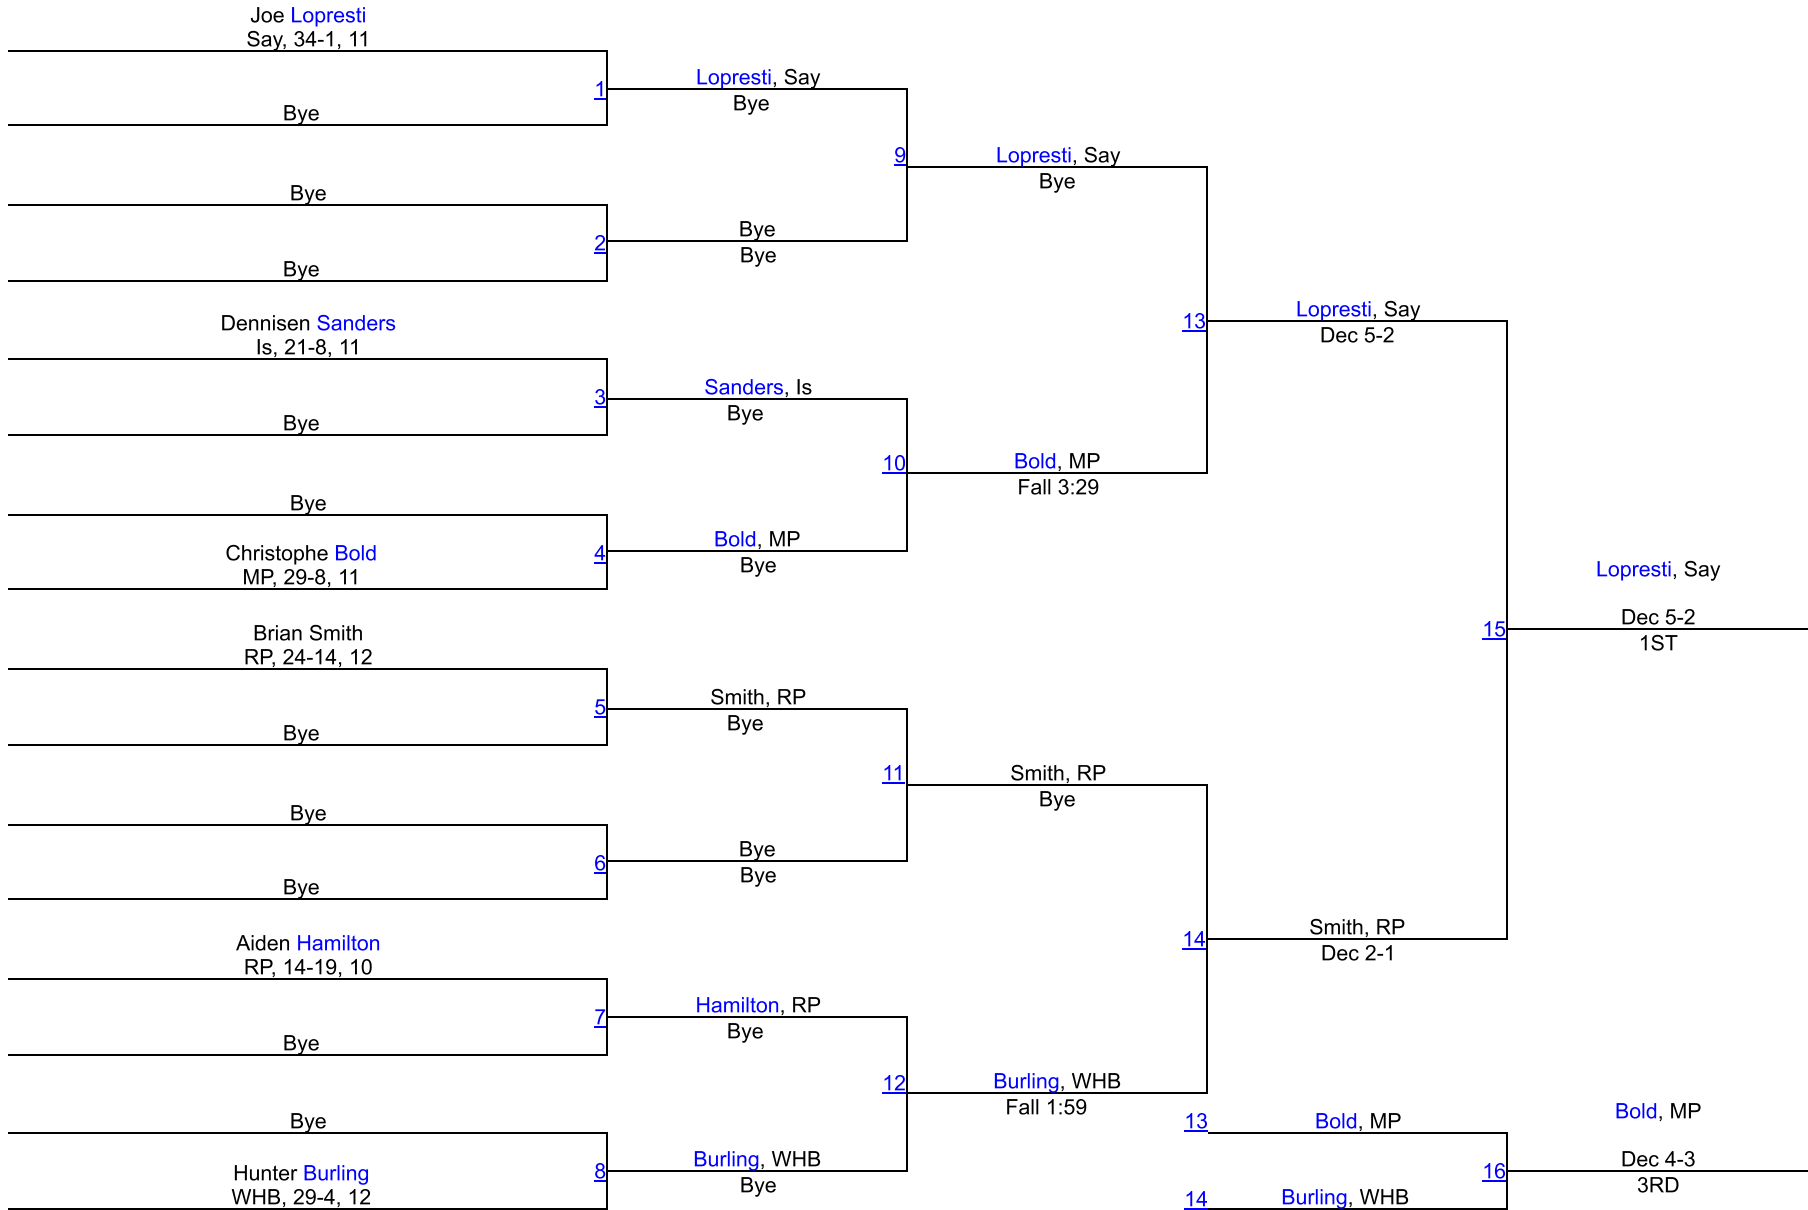 Joe Lopresti
Say, 34-1, 11
Bye
1
Lopresti, Say
Bye
Bye
Bye
2
Bye
Bye
9
Lopresti, Say
Bye
Dennisen Sanders
Is, 21-8, 11
Bye
3
Sanders, Is
Bye
Bye
Christophe Bold
MP, 29-8, 11
4
Bold, MP
Bye
10
Bold, MP
Fall 3:29
13
Lopresti, Say
Dec 5-2
Brian Smith
RP, 24-14, 12
Bye
5
Smith, RP
Bye
Bye
Bye
6
Bye
Bye
11
Smith, RP
Bye
Aiden Hamilton
RP, 14-19, 10
Bye
7
Hamilton, RP
Bye
Bye
Hunter Burling
WHB, 29-4, 12
8
Burling, WHB
Bye
12
Burling, WHB
Fall 1:59
14
Smith, RP
Dec 2-1
15
Lopresti, Say
Dec 5-2
1ST
13
Bold, MP
14
Burling, WHB
16
Bold, MP
Dec 4-3
3RD